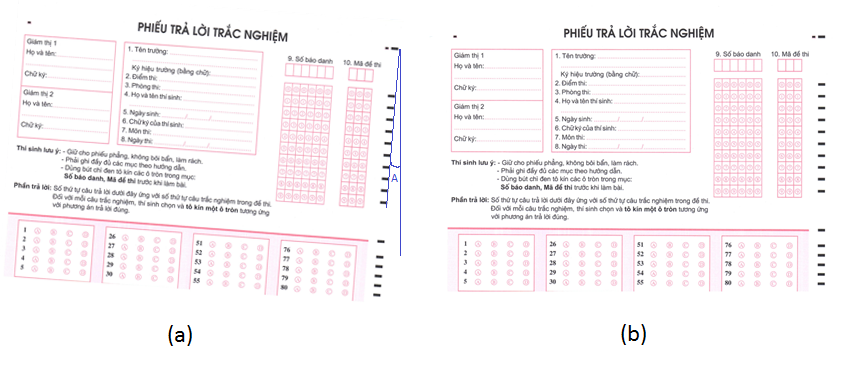 PHIẾU TRẢ LỜI TRẮC NGHIỆM
Giám thị 1
Họ và tên:
Chữ ký:
Giám thị 2
Họ và tên:
Chữ ký:
1. Tên trường:
Ký hiệu trường (bằng chữ):
2. Điểm thi:
3. Phòng thi:
4. Họ và tên thí sinh:
5. Ngày sinh: / /
6. Chữ ký của thí sinh:
7. Môn thi:
8. Ngày thi: / /
9. Số báo danh
10. Mã đề thi
A
Thí sinh lưu ý: - Giữ cho phiếu phẳng, không bôi bẩn, làm rách.
- Phải ghi đầy đủ các mục theo hướng dẫn.
- Dùng bút chì đen tô kín các ô tròn trong mục:
Số báo danh, Mã đề thi trước khi làm bài.
Phần trả lời: Số thứ tự câu trả lời dưới đây ứng với số thứ tự câu trắc nghiệm trong đề thi.
Đối với mỗi câu trắc nghiệm, thí sinh chọn và tô kín một ô tròn tương ứng
với phương án trả lời đúng.
1 A B C D 26 A B C D 51 A B C D 76 A B C D
2 A B C D 27 A B C D 52 A B C D 77 A B C D
3 A B C D 28 A B C D 53 A B C D 78 A B C D
4 A B C D 29 A B C D 54 A B C D 79 A B C D
5 A B C D 30 A B C D 55 A B C D 80 A B C D
(a)
PHIẾU TRẢ LỜI TRẮC NGHIỆM
Giám thị 1
Họ và tên:
Chữ ký:
Giám thị 2
Họ và tên:
Chữ ký:
1. Tên trường:
Ký hiệu trường (bằng chữ):
2. Điểm thi:
3. Phòng thi:
4. Họ và tên thí sinh:
5. Ngày sinh: / /
6. Chữ ký của thí sinh:
7. Môn thi:
8. Ngày thi: / /
9. Số báo danh
10. Mã đề thi
Thí sinh lưu ý: - Giữ cho phiếu phẳng, không bôi bẩn, làm rách.
- Phải ghi đầy đủ các mục theo hướng dẫn.
- Dùng bút chì đen tô kín các ô tròn trong mục:
Số báo danh, Mã đề thi trước khi làm bài.
Phần trả lời: Số thứ tự câu trả lời dưới đây ứng với số thứ tự câu trắc nghiệm trong đề thi.
Đối với mỗi câu trắc nghiệm, thí sinh chọn và tô kín một ô tròn tương ứng
với phương án trả lời đúng.
1 A B C D 26 A B C D 51 A B C D 76 A B C D
2 A B C D 27 A B C D 52 A B C D 77 A B C D
3 A B C D 28 A B C D 53 A B C D 78 A B C D
4 A B C D 29 A B C D 54 A B C D 79 A B C D
5 A B C D 30 A B C D 55 A B C D 80 A B C D
(b)